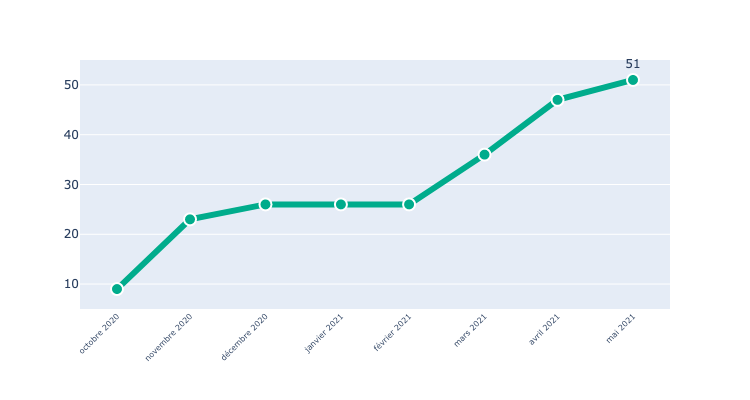 51
50
40
30
20
10
octobre 2020
novembre 2020
décembre 2020
janvier 2021
février 2021
mars 2021
avril 2021
mai 2021